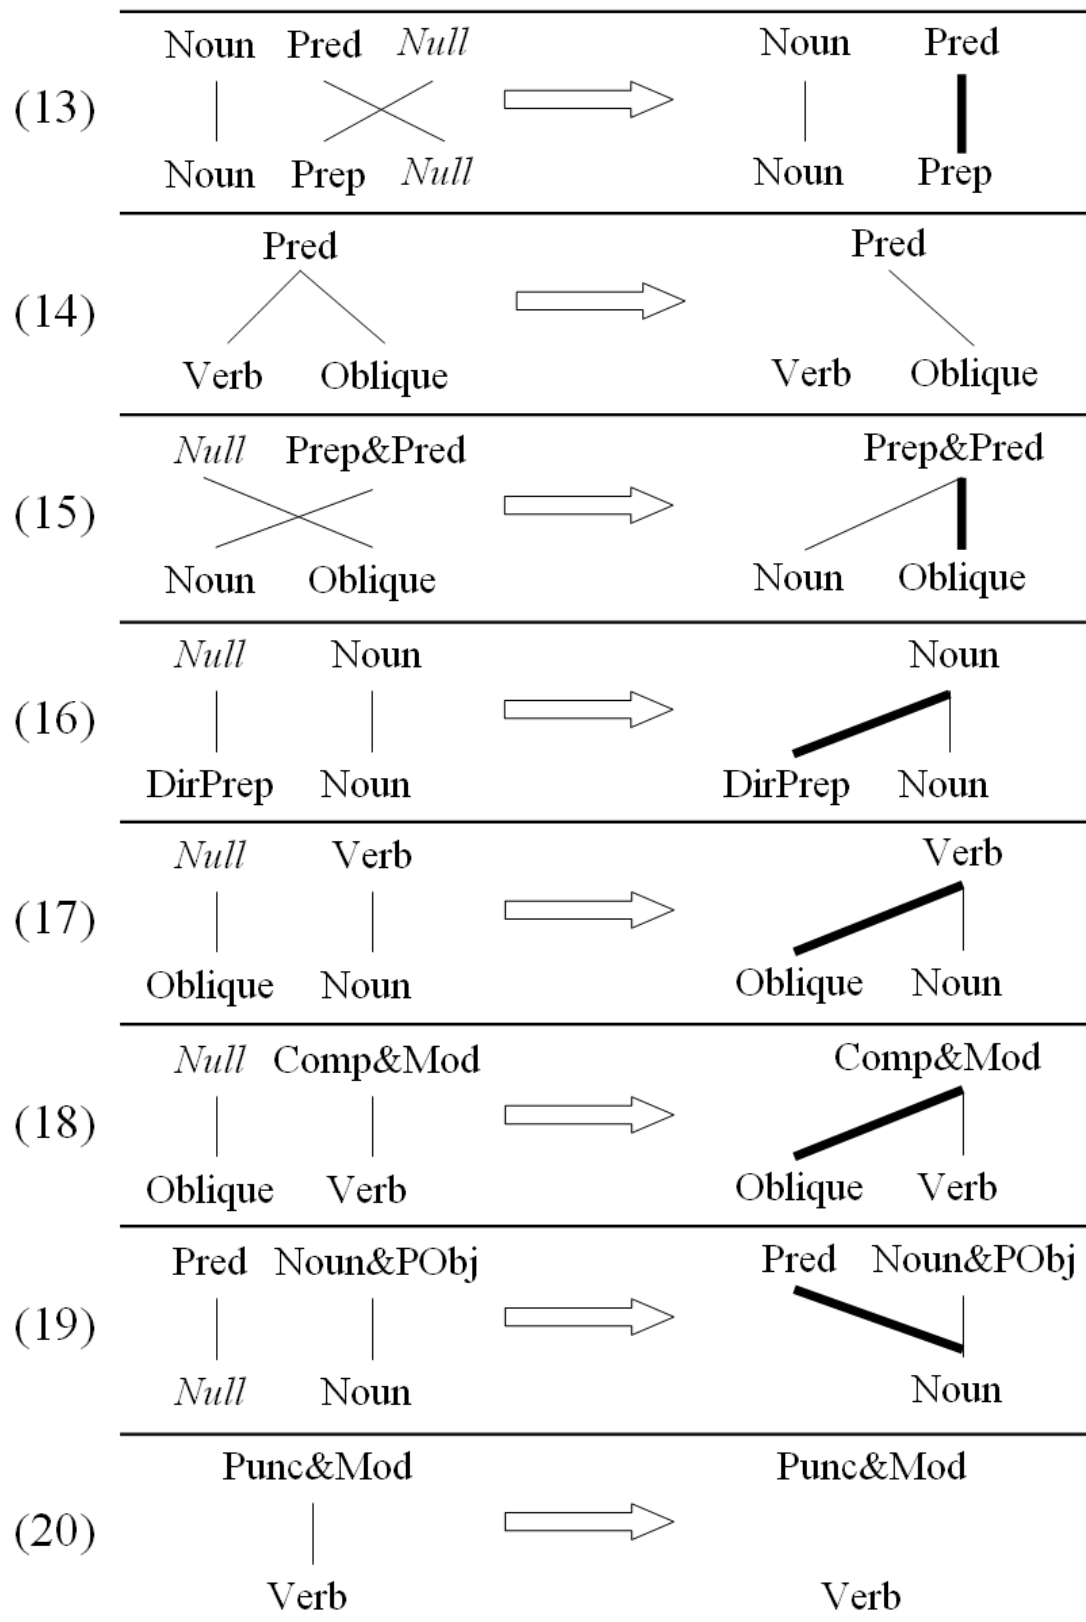 Noun Pred Null Noun Pred
(13)
Noun Prep Null Noun Prep
Pred Pred
(14)
Verb Oblique Verb Oblique
Null Prep&Pred Prep&Pred
(15)
Noun Oblique Noun Oblique
Null Noun Noun
(16)
DirPrep Noun DirPrep Noun
Null Verb Verb
(17)
Oblique Noun Oblique Noun
Null Comp&Mod Comp&Mod
(18)
Oblique Verb Oblique Verb
Pred Noun&PObj Pred Noun&PObj
(19)
Null Noun Noun
Punc&Mod Punc&Mod
(20)
Verb Verb